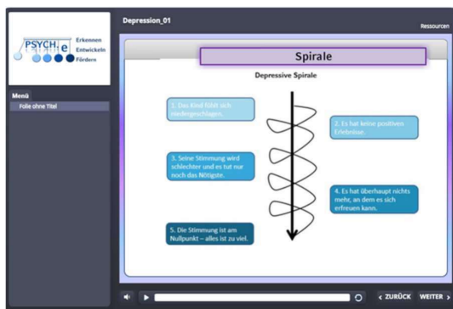 Depression_01
Ressourcen
PSYCH.e
Erkennen
Entwickeln
Fördern
Menü
Folie ohne Titel
Spirale
Depressive Spirale
1. Das Kind fühlt sich
niedergeschlagen.
2. Es hat keine positiven
Erlebnisse.
3. Seine Stimmung wird
schlechter und es tut nur
noch das Nötigste.
4. Es hat überhaupt nichts
mehr, an dem es sich
erfreuen kann.
5. Die Stimmung ist am
Nullpunkt – alles ist zu viel.
ZURÜCK
WEITER